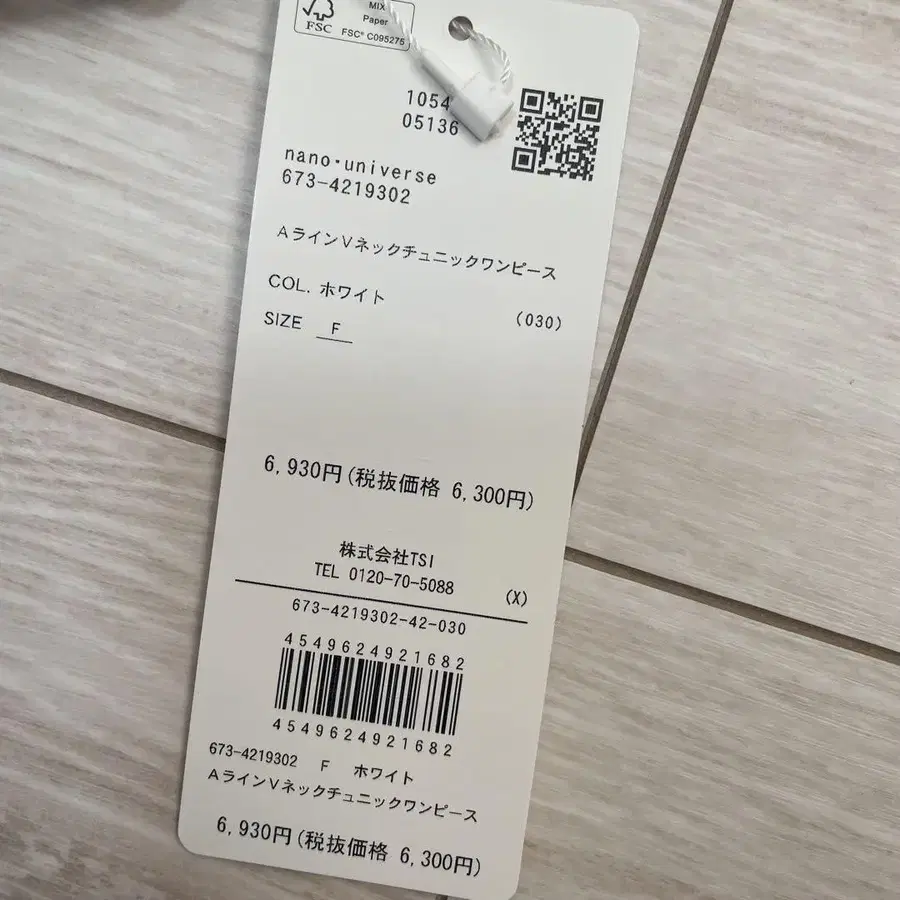 MIX
Paper
FSC® C095275
FSC
1054
05136
nano・universe
673-4219302
AラインVネックチュニックワンピース
COL. ホワイト (030)
SIZE F
6,930円(税抜価格 6,300円)
株式会社TSI
TEL 0120-70-5088 (X)
673-4219302-42-030
4549624921682
4549624921682
673-4219302 F ホワイト
AラインVネックチュニックワンピース
6,930円(税抜価格 6,300円)